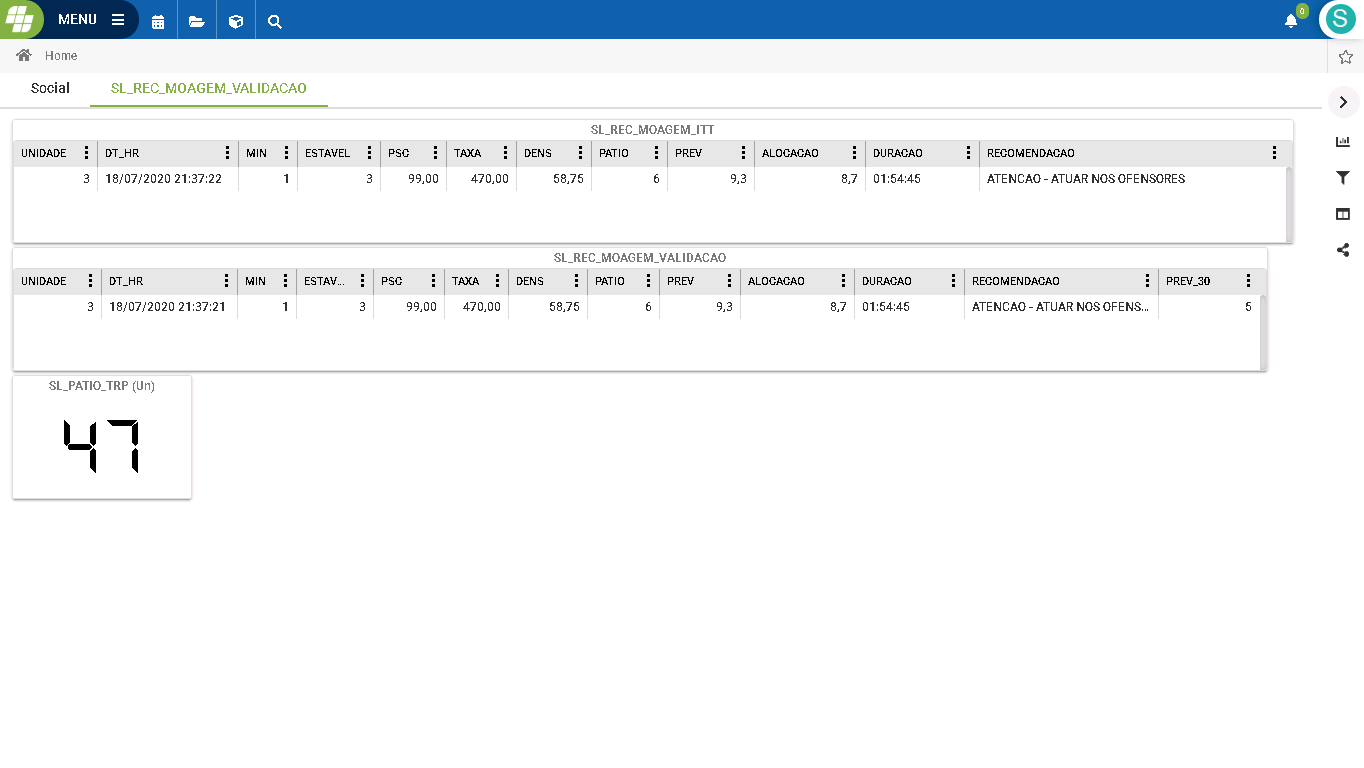 MENU
0
S
Home
Social SL_REC_MOAGEM_VALIDACAO
SL_REC_MOAGEM_ITT
UNIDADE DT_HR MIN ESTAVEL PSC TAXA DENS PATIO PREV ALOCACAO DURACAO RECOMENDACAO
3 18/07/2020 21:37:22 1 3 99,00 470,00 58,75 6 9,3 8,7 01:54:45 ATENCAO - ATUAR NOS OFENSORES
SL_REC_MOAGEM_VALIDACAO
UNIDADE DT_HR MIN ESTAV... PSC TAXA DENS PATIO PREV ALOCACAO DURACAO RECOMENDACAO PREV_30
3 18/07/2020 21:37:21 1 3 99,00 470,00 58,75 6 9,3 8,7 01:54:45 ATENCAO - ATUAR NOS OFENS... 5
SL_PATIO_TRP (Un)
47